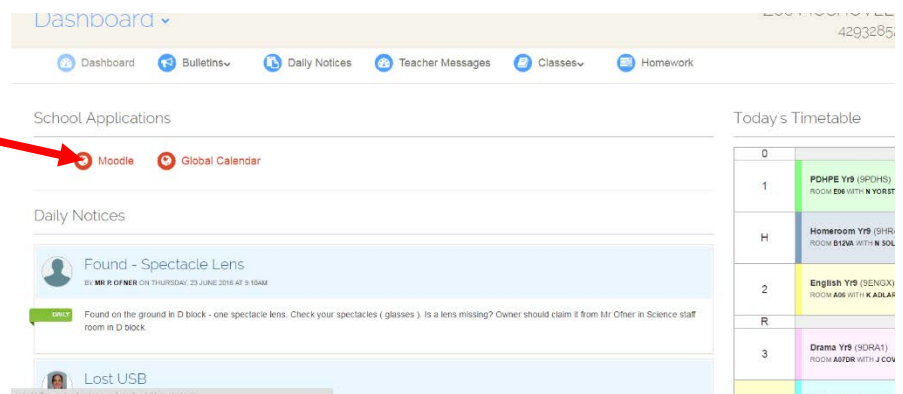 Dashboard
Dashboard Bulletins Daily Notices Teacher Messages Classes Homework
School Applications
Moodle Global Calendar
Daily Notices
Found - Spectacle Lens
BY MR P. OFNER ON THURSDAY, 23 JUNE 2016 AT 9:10AM
DAILY
Found on the ground in D block - one spectacle lens. Check your spectacles ( glasses ). Is a lens missing? Owner should claim it from Mr Ofner in Science staff
room in D block
Lost USB
4293285
Today's Timetable
0
1 PDHPE Yr9 (9PDHS)
ROOM E06 WITH N YORST
H Homeroom Yr9 (9HR
ROOM B12VA WITH N SOL
2 English Yr9 (9ENGX)
ROOM A06 WITH K ADLAR
R
3 Drama Yr9 (9DRA1)
ROOM A07DR WITH J COV